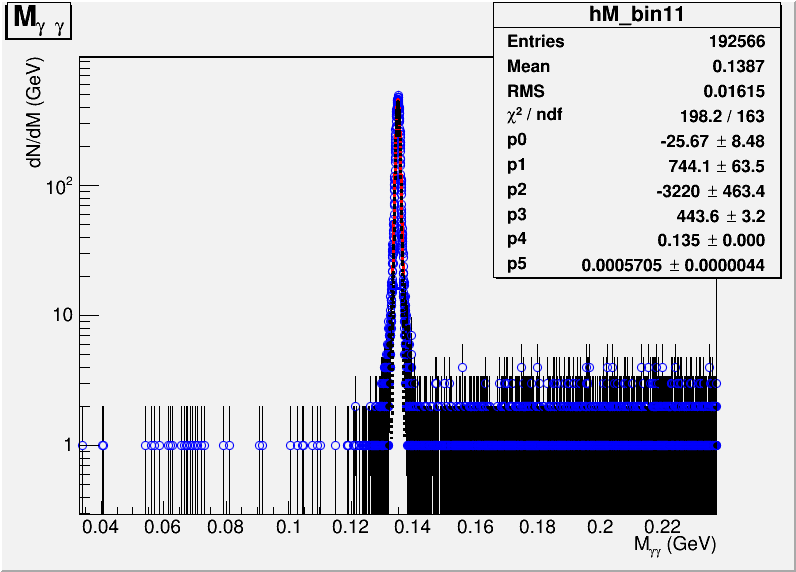 Mγ γ
hM_bin11
Entries 192566
Mean 0.1387
RMS 0.01615
χ² / ndf 198.2 / 163
p0 -25.67 ± 8.48
p1 744.1 ± 63.5
p2 -3220 ± 463.4
p3 443.6 ± 3.2
p4 0.135 ± 0.000
p5 0.0005705 ± 0.0000044
dN/dM (GeV)
10²
10
1
0.04 0.06 0.08 0.1 0.12 0.14 0.16 0.18 0.2 0.22
Mγγ (GeV)